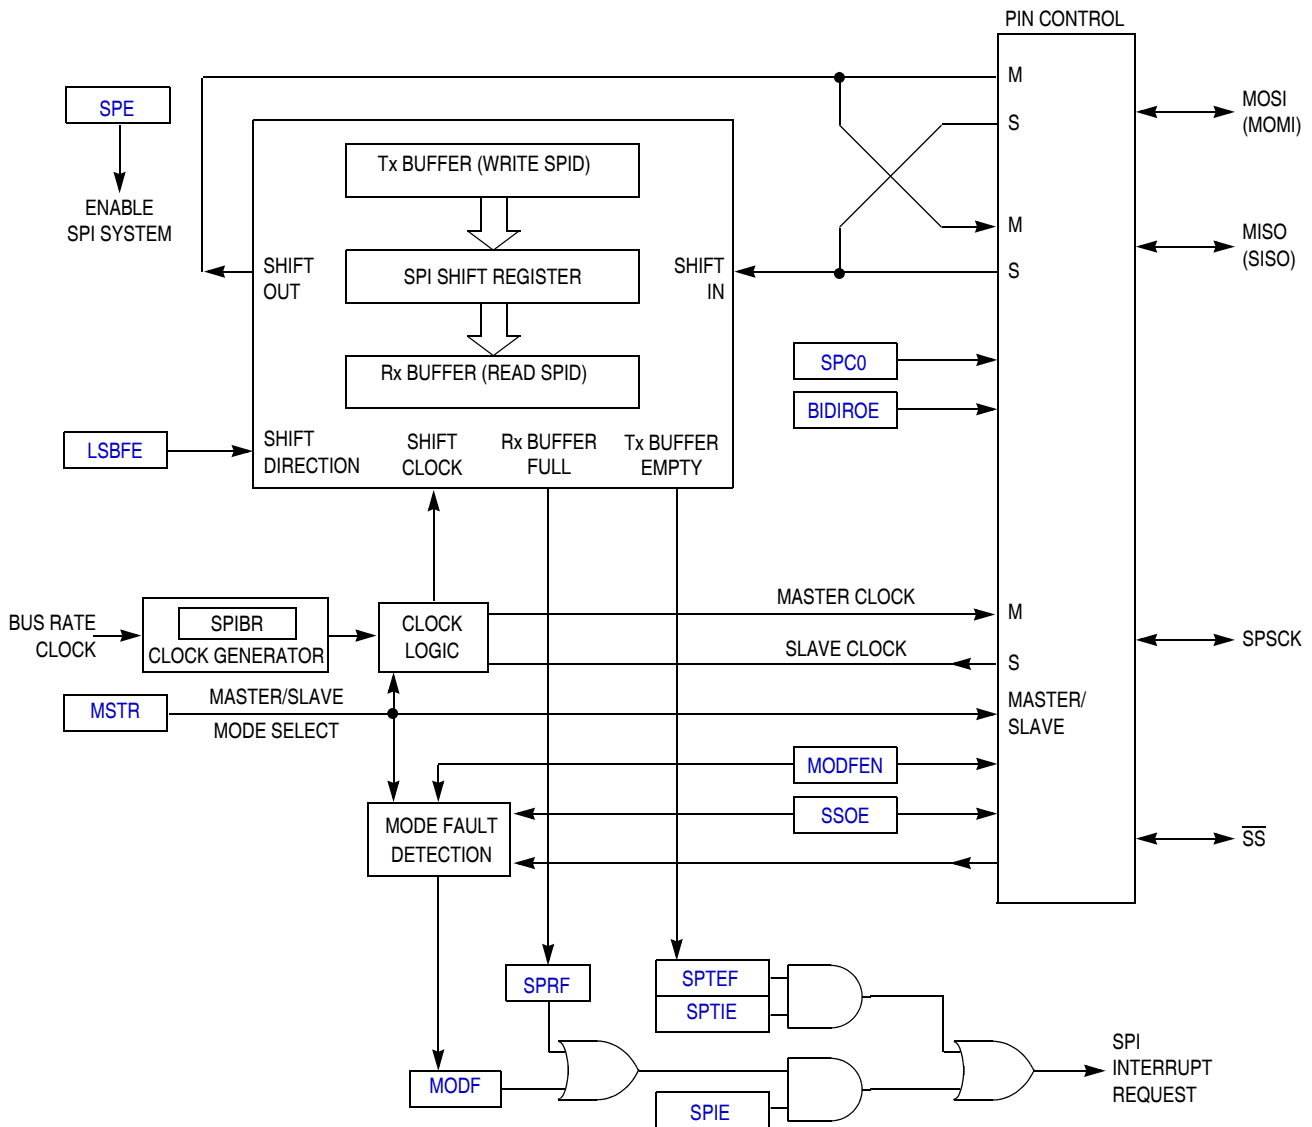 PIN CONTROL
M
S
MOSI
(MOMI)
SPE
ENABLE
SPI SYSTEM
Tx BUFFER (WRITE SPID)
SPI SHIFT REGISTER
Rx BUFFER (READ SPID)
SHIFT
OUT
SHIFT
IN
M
S
MISO
(SISO)
SPC0
BIDIROE
LSBFE
SHIFT
DIRECTION
SHIFT
CLOCK
Rx BUFFER
FULL
Tx BUFFER
EMPTY
BUS RATE
CLOCK
SPIBR
CLOCK GENERATOR
CLOCK
LOGIC
MASTER CLOCK
M
SLAVE CLOCK
S
SPSCK
MSTR
MASTER/SLAVE
MODE SELECT
MASTER/
SLAVE
MODFEN
SSOE
MODE FAULT
DETECTION
SS
SPRF
SPTEF
SPTIE
MODF
SPIE
SPI
INTERRUPT
REQUEST